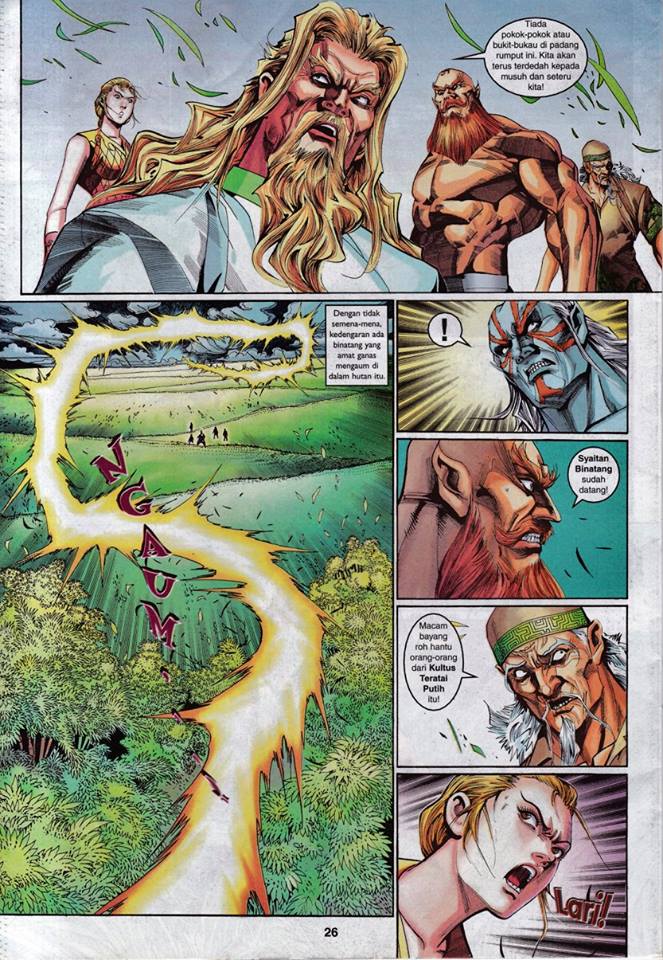 Tiada
pokok-pokok atau
bukit-bukau di padang
rumput ini. Kita akan
terus terdedah kepada
musuh dan seteru
kita!
Dengan tidak
semena-mena,
kedengaran ada
binatang yang
amat ganas
mengaum di
dalam hutan itu.
NGAUM...
!
Syaitan
Binatang
sudah
datang!
Macam
bayang
roh hantu
orang-orang
dari Kultus
Teratai
Putih
itu!
Lari!
26